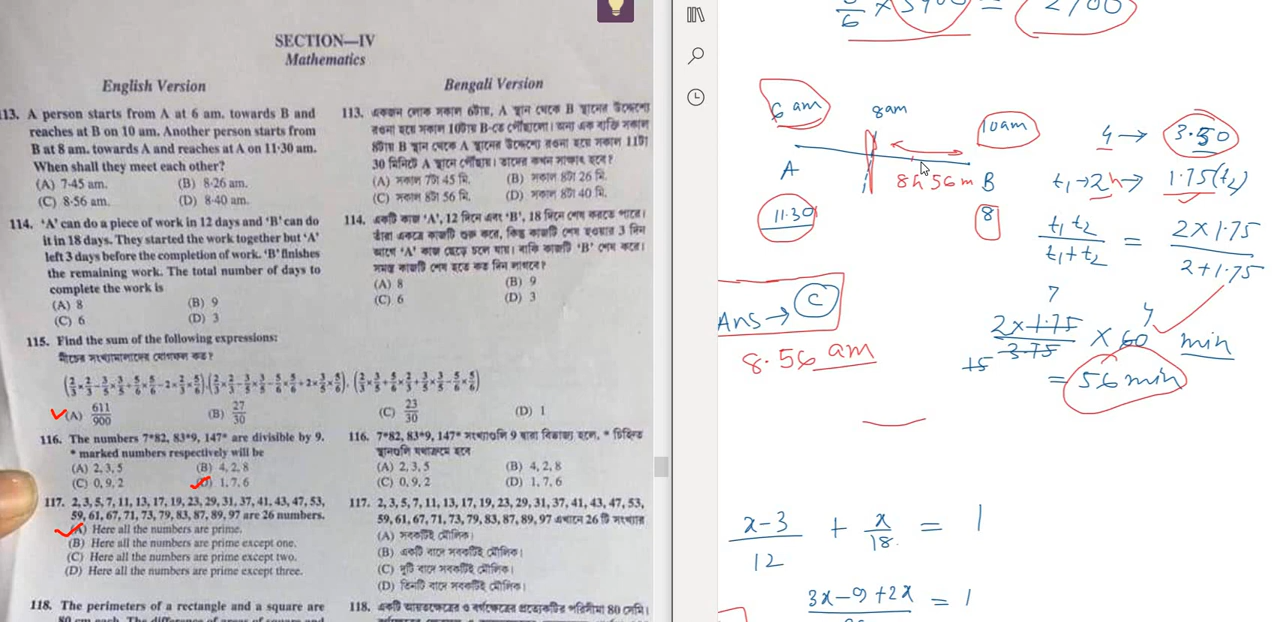 SECTION—IV
Mathematics
English Version
Bengali Version
13. A person starts from A at 6 am. towards B and
reaches at B on 10 am. Another person starts from
B at 8 am. towards A and reaches at A on 11·30 am.
When shall they meet each other?
(A) 7-45 am.
(B) 8·26 am.
(C) 8-56 am.
(D) 8-40 am.
113. একজন লোক সকাল 6টায়, A স্থান থেকে B স্থানের উদ্দেশ্যে
রওনা হয়ে সকাল 10টায় B-তে পৌঁছালো। অন্য এক ব্যক্তি সকাল
8টায় B স্থান থেকে A স্থানের উদ্দেশ্যে রওনা হয়ে সকাল 11টা
30 মিনিটে A স্থানে পৌঁছায়। তাদের কখন সাক্ষাৎ হবে?
(A) সকাল 7টা 45 মি.
(B) সকাল 8টা 26 মি.
(C) সকাল 8টা 56 মি.
(D) সকাল 8টা 40 মি.
114. 'A' can do a piece of work in 12 days and 'B' can do
it in 18 days. They started the work together but 'A'
left 3 days before the completion of work. 'B' finishes
the remaining work. The total number of days to
complete the work is
(A) 8
(B) 9
(C) 6
(D) 3
114. একটি কাজ 'A', 12 দিনে এবং 'B', 18 দিনে শেষ করতে পারে।
তারা একত্রে কাজটি শুরু করে, কিন্তু কাজটি শেষ হওয়ার 3 দিন
আগে 'A' কাজ ছেড়ে চলে যায়। বাকি কাজটি 'B' শেষ করে।
সমগ্র কাজটি শেষ হতে কত দিন লাগবে?
(A) 8
(B) 9
(C) 6
(D) 3
115. Find the sum of the following expressions:
নীচের সংখ্যামালাদের যোগফল কত?
(A) 611/900
(B) 27/30
(C) 23/30
(D) 1
116. The numbers 7*82, 83*9, 147* are divisible by 9.
* marked numbers respectively will be
(A) 2, 3, 5
(B) 4, 2, 8
(C) 0, 9, 2
1, 7, 6
116. 7*82, 83*9, 147* সংখ্যাগুলি 9 দ্বারা বিভাজ্য হলে, * চিহ্নিত
স্থানগুলি যথাক্রমে হবে
(A) 2, 3, 5
(B) 4, 2, 8
(C) 0, 9, 2
(D) 1, 7, 6
117. 2, 3, 5, 7, 11, 13, 17, 19, 23, 29, 31, 37, 41, 43, 47, 53,
59, 61, 67, 71, 73, 79, 83, 87, 89, 97 are 26 numbers.
(A) Here all the numbers are prime.
(B) Here all the numbers are prime except one.
(C) Here all the numbers are prime except two.
(D) Here all the numbers are prime except three.
117. 2, 3, 5, 7, 11, 13, 17, 19, 23, 29, 31, 37, 41, 43, 47, 53,
59, 61, 67, 71, 73, 79, 83, 87, 89, 97 এখানে 26 টি সংখ্যার
(A) সবকটিই মৌলিক।
(B) একটি বাদে সবকটিই মৌলিক।
(C) দুটি বাদে সবকটিই মৌলিক।
(D) তিনটি বাদে সবকটিই মৌলিক।
118. The perimeters of a rectangle and a square are
118. একটি আয়তক্ষেত্রের ও বর্গক্ষেত্রের প্রত্যেকটির পরিসীমা 80 সেমি।
6 am
8am
10am
A
8h 56m B
11.30
8
4 → 3.50
t₁→2h→ 1.75(t₂)
t₁t₂/(t₁+t₂) = 2×1.75/(2+1.75)
7
4
2×1.75/3.75 × 60 min
15
= 56 min
Ans → C
8.56 am
(x-3)/12 + x/18 = 1
3x-9+2x
= 1